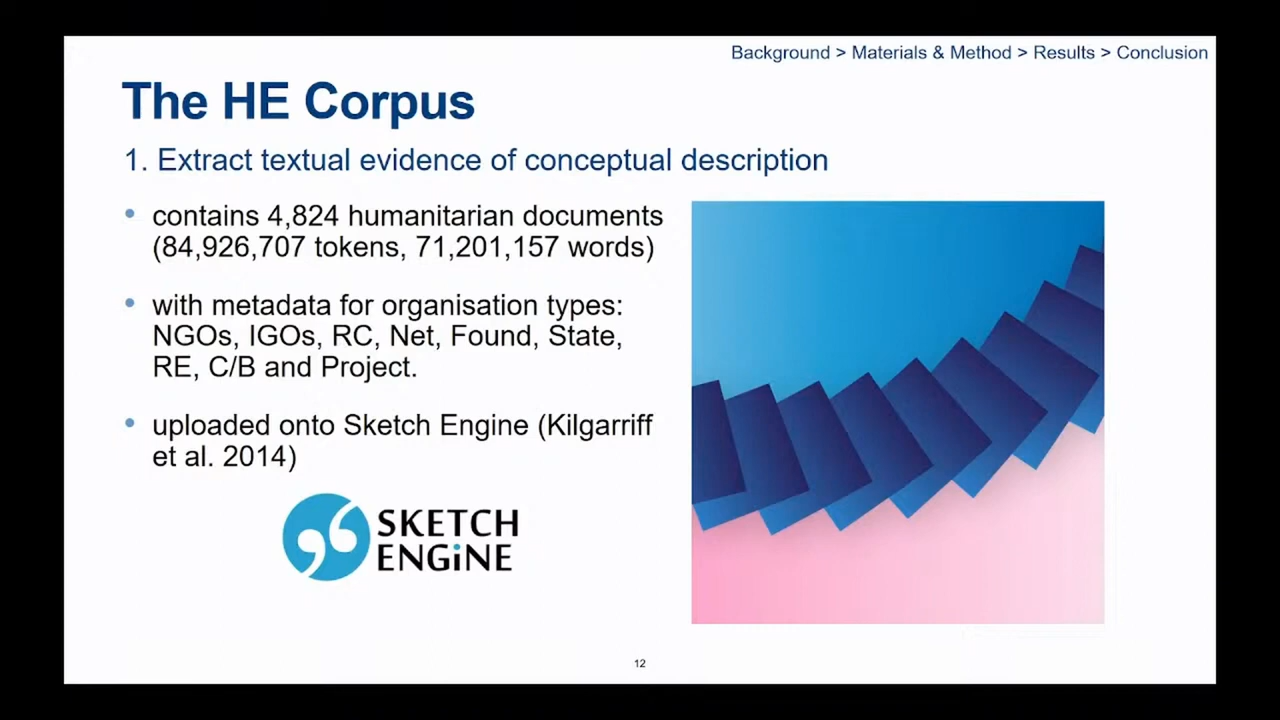 Background > Materials & Method > Results > Conclusion
The HE Corpus
1. Extract textual evidence of conceptual description
• contains 4,824 humanitarian documents
(84,926,707 tokens, 71,201,157 words)
• with metadata for organisation types:
NGOs, IGOs, RC, Net, Found, State,
RE, C/B and Project.
• uploaded onto Sketch Engine (Kilgarriff
et al. 2014)
SKETCH
ENGiNE
12